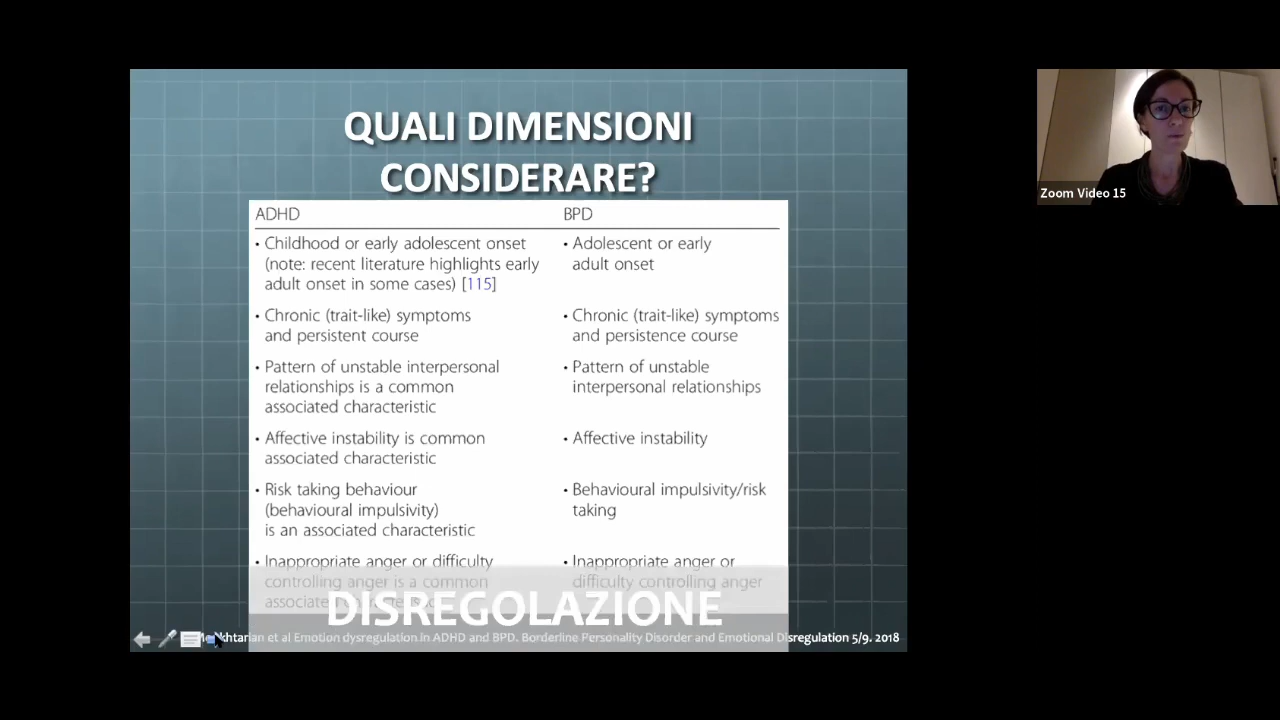 QUALI DIMENSIONI
CONSIDERARE?
ADHD BPD
• Childhood or early adolescent onset
(note: recent literature highlights early
adult onset in some cases) [115]
• Adolescent or early
adult onset
• Chronic (trait-like) symptoms
and persistent course
• Chronic (trait-like) symptoms
and persistence course
• Pattern of unstable interpersonal
relationships is a common
associated characteristic
• Pattern of unstable
interpersonal relationships
• Affective instability is common
associated characteristic
• Affective instability
• Risk taking behaviour
(behavioural impulsivity)
is an associated characteristic
• Behavioural impulsivity/risk
taking
• Inappropriate anger or difficulty
controlling anger is a common
associated
• Inappropriate anger or
difficulty controlling anger
DISREGOLAZIONE
et al Emotion dysregulation in ADHD and BPD. Borderline Personality Disorder and Emotional Disregulation 5/9. 2018
Zoom Video 15